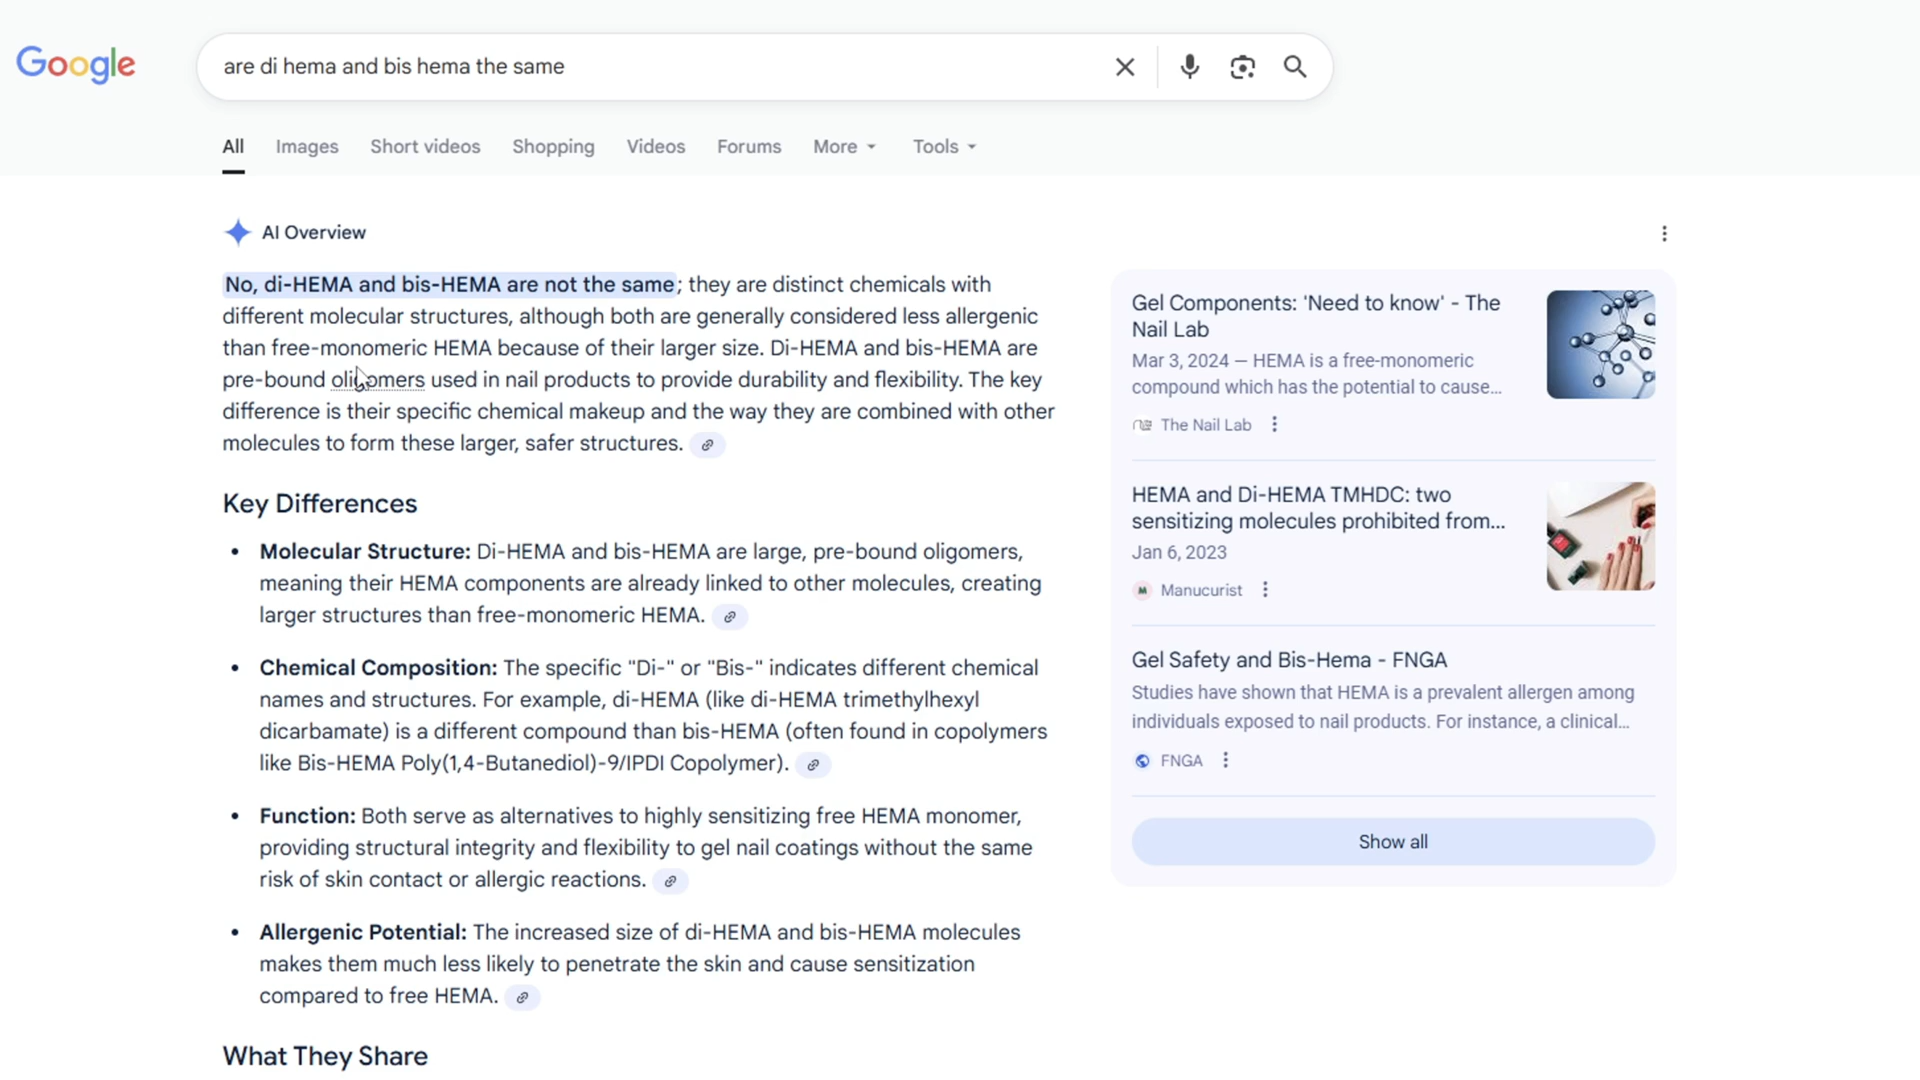 Google
are di hema and bis hema the same
All Images Short videos Shopping Videos Forums More Tools
AI Overview
No, di-HEMA and bis-HEMA are not the same; they are distinct chemicals with
different molecular structures, although both are generally considered less allergenic
than free-monomeric HEMA because of their larger size. Di-HEMA and bis-HEMA are
pre-bound oligomers used in nail products to provide durability and flexibility. The key
difference is their specific chemical makeup and the way they are combined with other
molecules to form these larger, safer structures.
Key Differences
• Molecular Structure: Di-HEMA and bis-HEMA are large, pre-bound oligomers,
meaning their HEMA components are already linked to other molecules, creating
larger structures than free-monomeric HEMA.
• Chemical Composition: The specific "Di-" or "Bis-" indicates different chemical
names and structures. For example, di-HEMA (like di-HEMA trimethylhexyl
dicarbamate) is a different compound than bis-HEMA (often found in copolymers
like Bis-HEMA Poly(1,4-Butanediol)-9/IPDI Copolymer).
• Function: Both serve as alternatives to highly sensitizing free HEMA monomer,
providing structural integrity and flexibility to gel nail coatings without the same
risk of skin contact or allergic reactions.
• Allergenic Potential: The increased size of di-HEMA and bis-HEMA molecules
makes them much less likely to penetrate the skin and cause sensitization
compared to free HEMA.
What They Share
Gel Components: 'Need to know' - The
Nail Lab
Mar 3, 2024 — HEMA is a free-monomeric
compound which has the potential to cause...
The Nail Lab
HEMA and Di-HEMA TMHDC: two
sensitizing molecules prohibited from...
Jan 6, 2023
M Manucurist
Gel Safety and Bis-Hema - FNGA
Studies have shown that HEMA is a prevalent allergen among
individuals exposed to nail products. For instance, a clinical...
FNGA
Show all